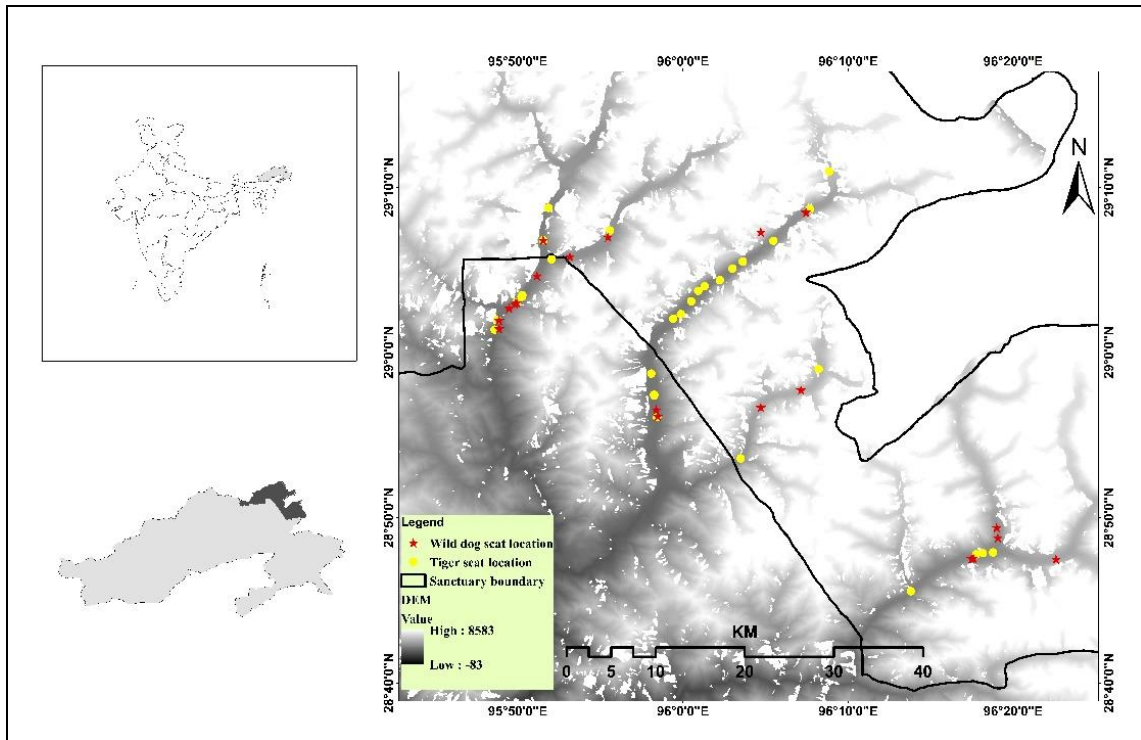 95°50'0"E 96°0'0"E 96°10'0"E 96°20'0"E
29°10'0"N
29°10'0"N
N
29°0'0"N
29°0'0"N
28°50'0"N
28°50'0"N
Legend
Wild dog scat location
Tiger scat location
Sanctuary boundary
DEM
Value
High : 8583
Low : -83
KM
0 5 10 20 30 40
28°40'0"N
28°40'0"N
95°50'0"E 96°0'0"E 96°10'0"E 96°20'0"E